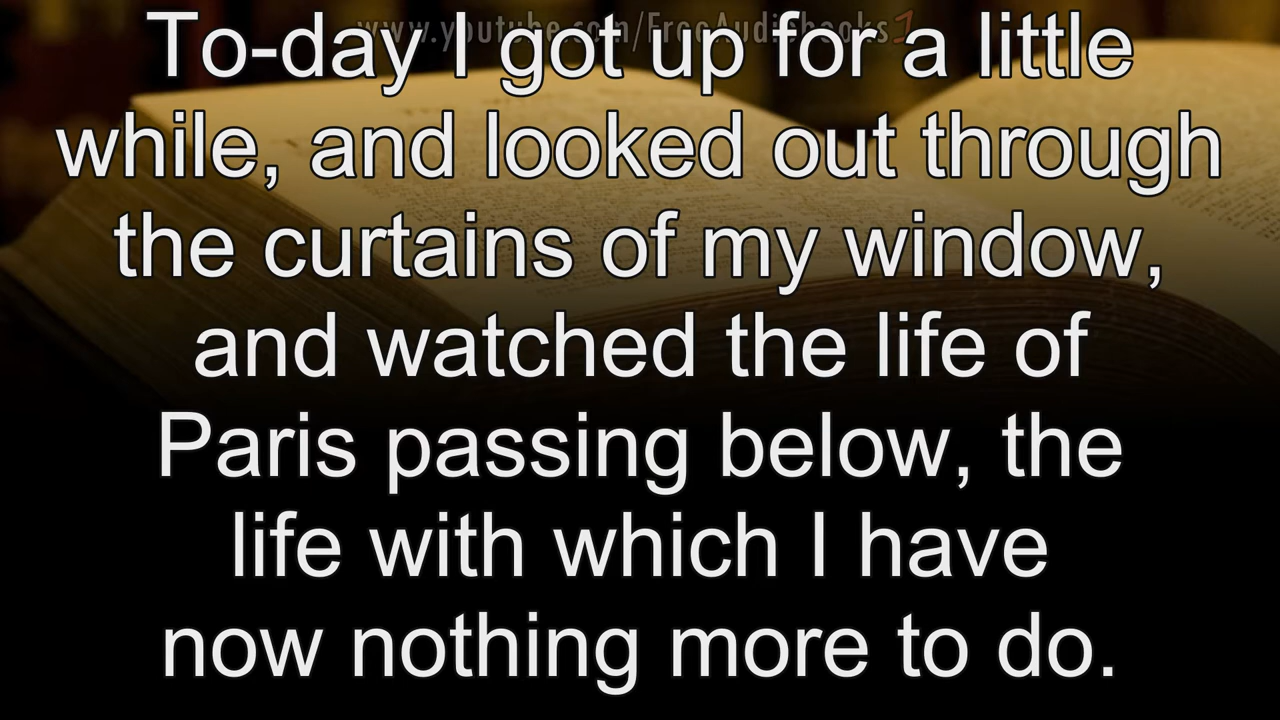 www.youtube.com/FreeAudiobooks1
To-day I got up for a little
while, and looked out through
the curtains of my window,
and watched the life of
Paris passing below, the
life with which I have
now nothing more to do.